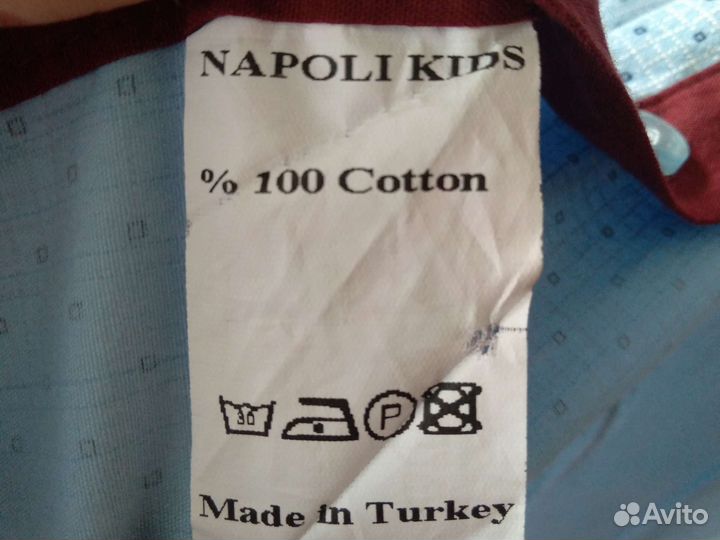 NAPOLI KIDS
% 100 Cotton
30
P
Made in Turkey
Avito